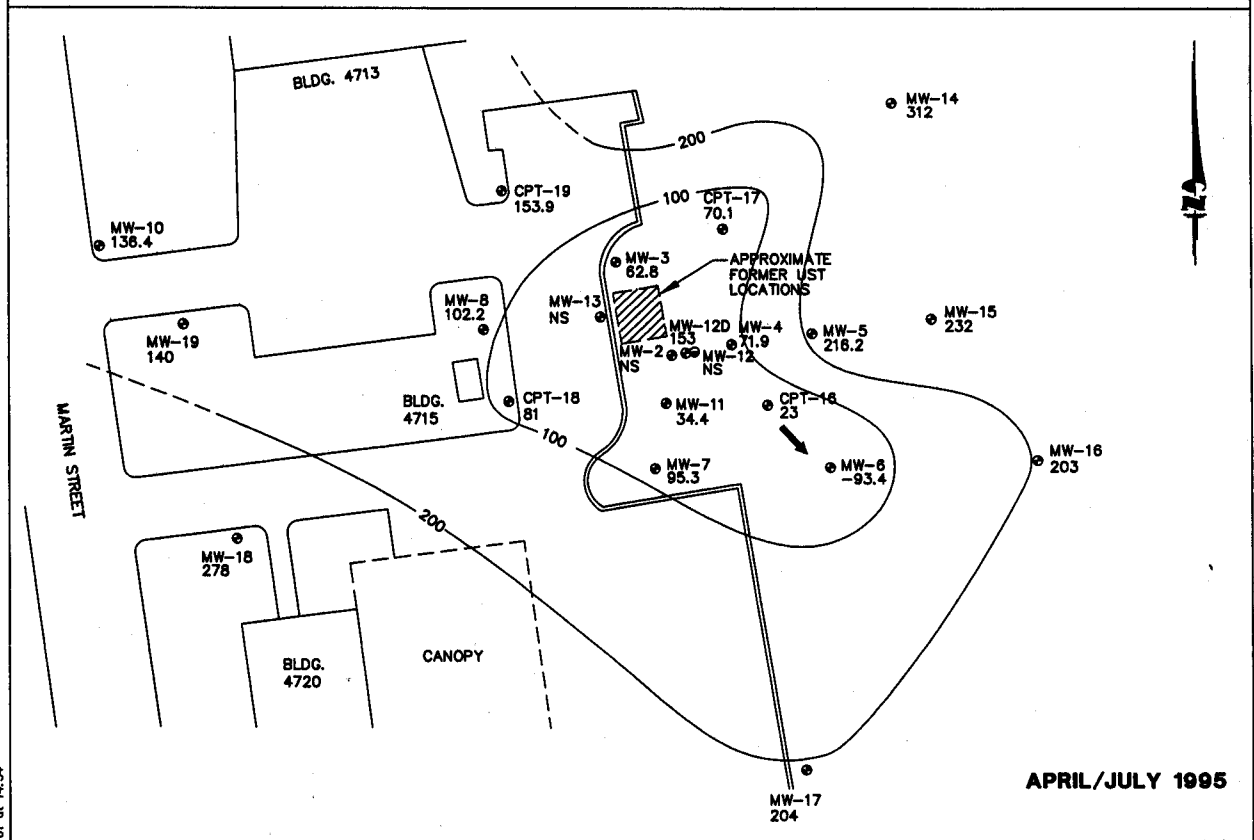 BLDG. 4713
MW-14
312
200
CPT-19
153.9
100
CPT-17
70.1
MW-10
136.4
MW-3
62.8
APPROXIMATE
FORMER UST
LOCATIONS
MW-13
NS
MW-8
102.2
MW-19
140
MW-12D
153
MW-4
71.9
MW-5
216.2
MW-15
232
MW-2
NS
MW-12
NS
BLDG.
4715
CPT-18
81
MW-11
34.4
CPT-16
23
MARTIN STREET
100
MW-7
95.3
MW-6
-93.4
MW-16
203
200
MW-18
278
BLDG.
4720
CANOPY
MW-17
204
APRIL/JULY 1995
N